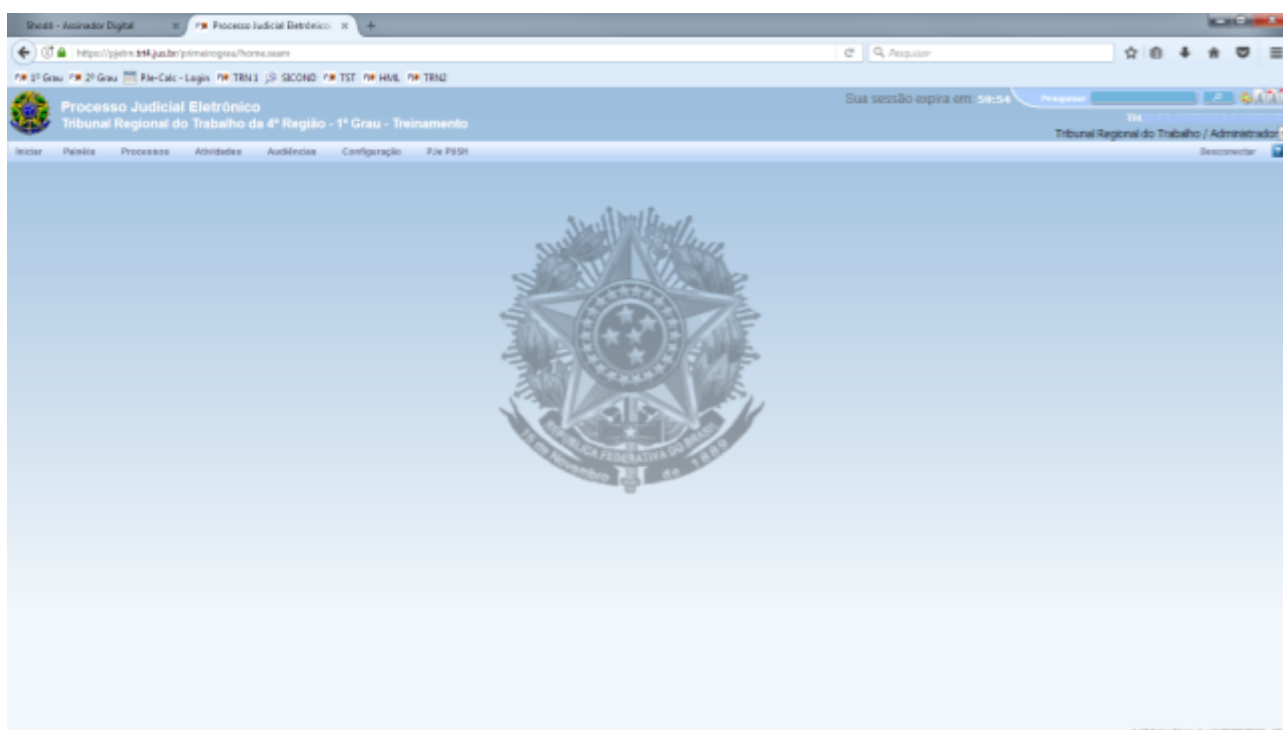 Shodô - Assinador Digital
Processo Judicial Eletrônico
https://pjetrn.trt4.jus.br/primeirograu/home.seam
Pesquisar
1º Grau 2º Grau PJe-Calc - Login TRN1 SICOND TST HML TRN2
Processo Judicial Eletrônico
Sua sessão expira em: 59:54
Pesquisar
Tribunal Regional do Trabalho da 4ª Região - 1º Grau - Treinamento
Tribunal Regional do Trabalho / Administrador
Iniciar Painéis Processos Atividades Audiências Configuração PJe
Desconectar
REPÚBLICA FEDERATIVA DO BRASIL
15 de Novembro de 1889